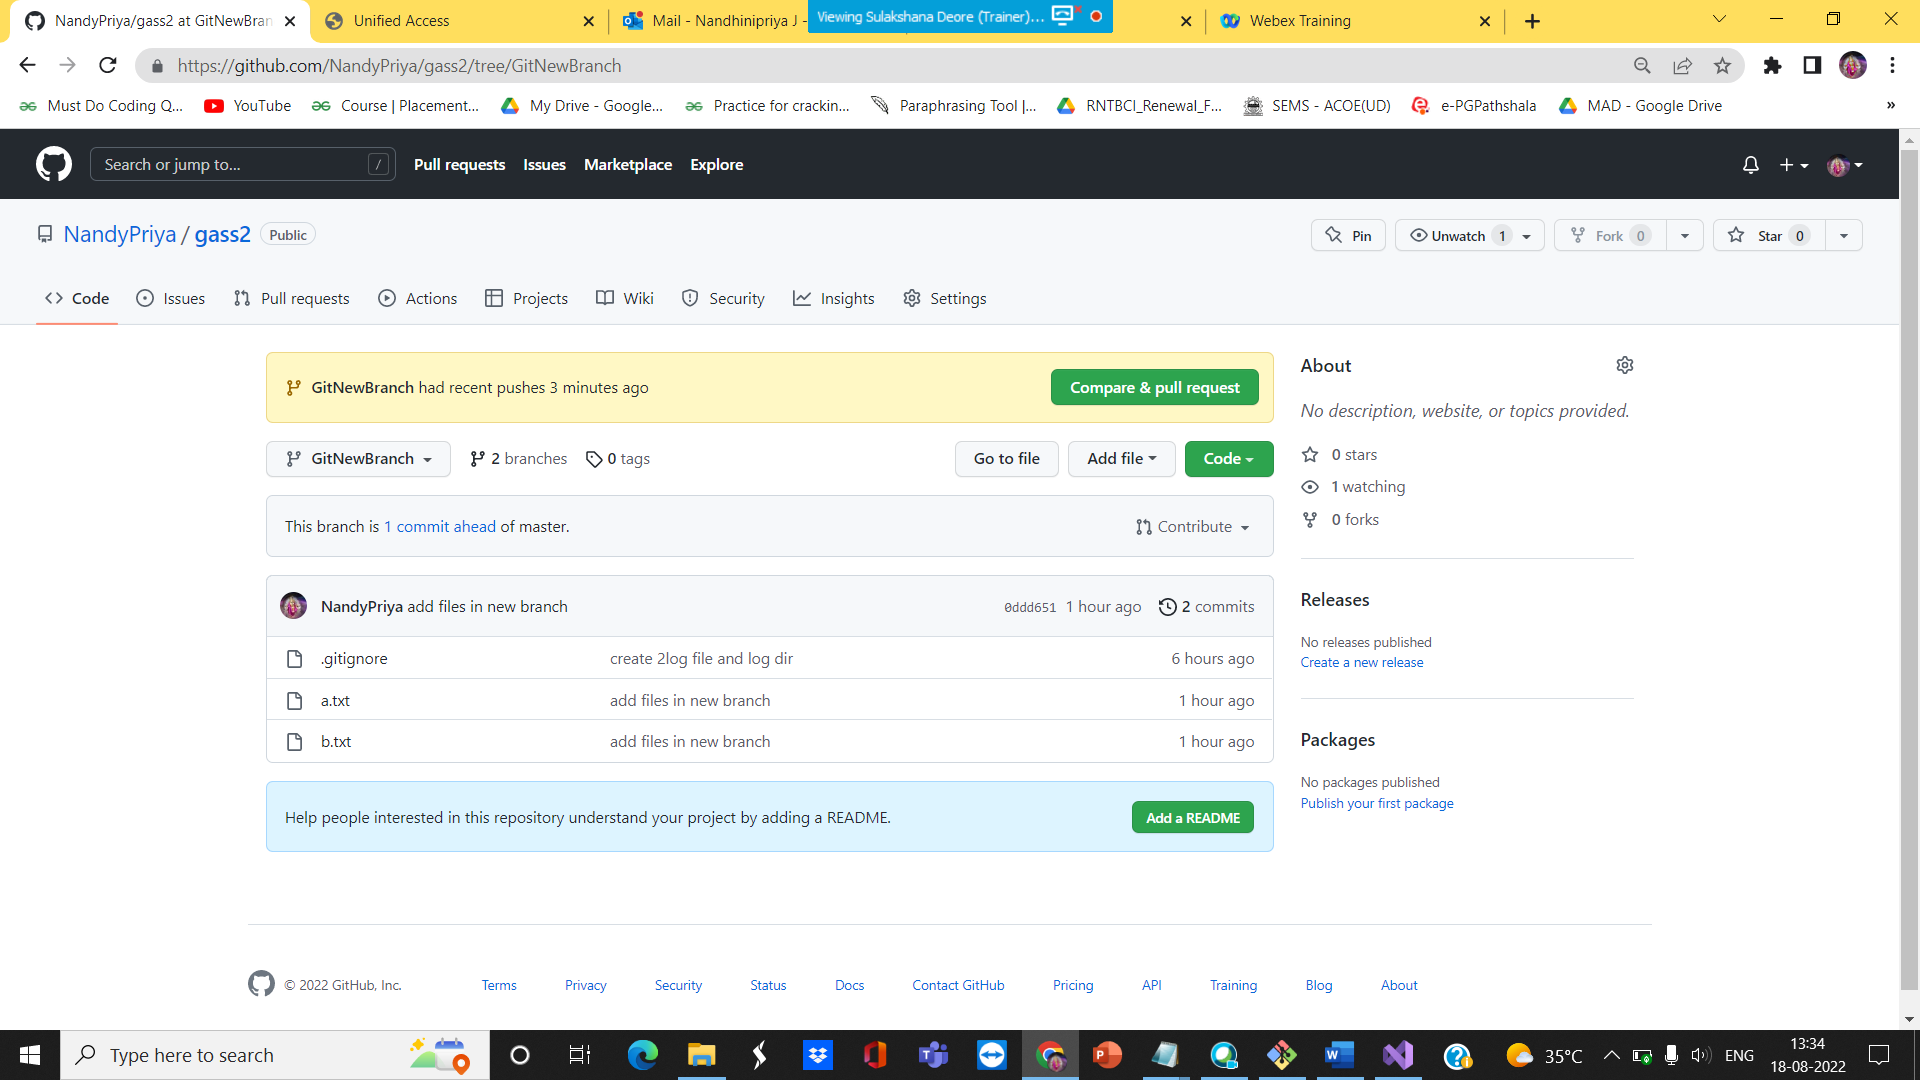 NandyPriya/gass2 at GitNewBran
Unified Access
Mail - Nandhinipriya J -
Viewing Sulakshana Deore (Trainer)...
Webex Training
https://github.com/NandyPriya/gass2/tree/GitNewBranch
Must Do Coding Q...
YouTube
Course | Placement...
My Drive - Google...
Practice for crackin...
Paraphrasing Tool |...
RNTBCI_Renewal_F...
SEMS - ACOE(UD)
e-PGPathshala
MAD - Google Drive
»
Search or jump to...
/
Pull requests
Issues
Marketplace
Explore
NandyPriya / gass2
Public
Pin
Unwatch 1
Fork 0
Star 0
Code
Issues
Pull requests
Actions
Projects
Wiki
Security
Insights
Settings
GitNewBranch had recent pushes 3 minutes ago
Compare & pull request
GitNewBranch
2 branches
0 tags
Go to file
Add file
Code
This branch is 1 commit ahead of master.
Contribute
NandyPriya add files in new branch
0ddd651 1 hour ago
2 commits
.gitignore
create 2log file and log dir
6 hours ago
a.txt
add files in new branch
1 hour ago
b.txt
add files in new branch
1 hour ago
Help people interested in this repository understand your project by adding a README.
Add a README
About
No description, website, or topics provided.
0 stars
1 watching
0 forks
Releases
No releases published
Create a new release
Packages
No packages published
Publish your first package
© 2022 GitHub, Inc.
Terms
Privacy
Security
Status
Docs
Contact GitHub
Pricing
API
Training
Blog
About
Type here to search
35°C
ENG
13:34
18-08-2022